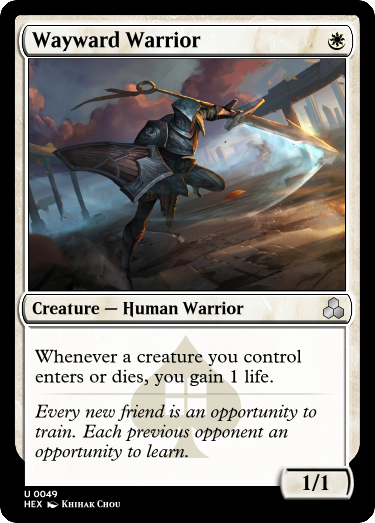 Wayward Warrior
Creature — Human Warrior
Whenever a creature you control
enters or dies, you gain 1 life.
Every new friend is an opportunity to
train. Each previous opponent an
opportunity to learn.
1/1
U 0049
HEX Khihak Chou